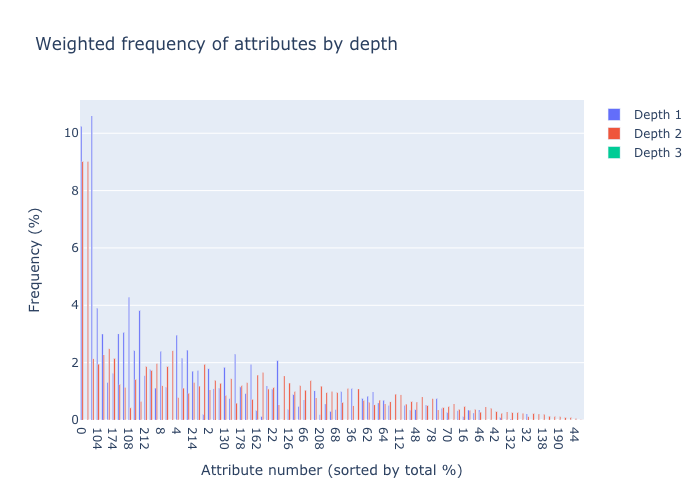 Weighted frequency of attributes by depth
Depth 1
Depth 2
Depth 3
Frequency (%)
10
8
6
4
2
0
0 104 174 108 212 8 4 214 2 130 178 162 22 126 66 208 68 36 62 64 112 48 78 70 16 46 42 132 32 138 190 44
Attribute number (sorted by total %)